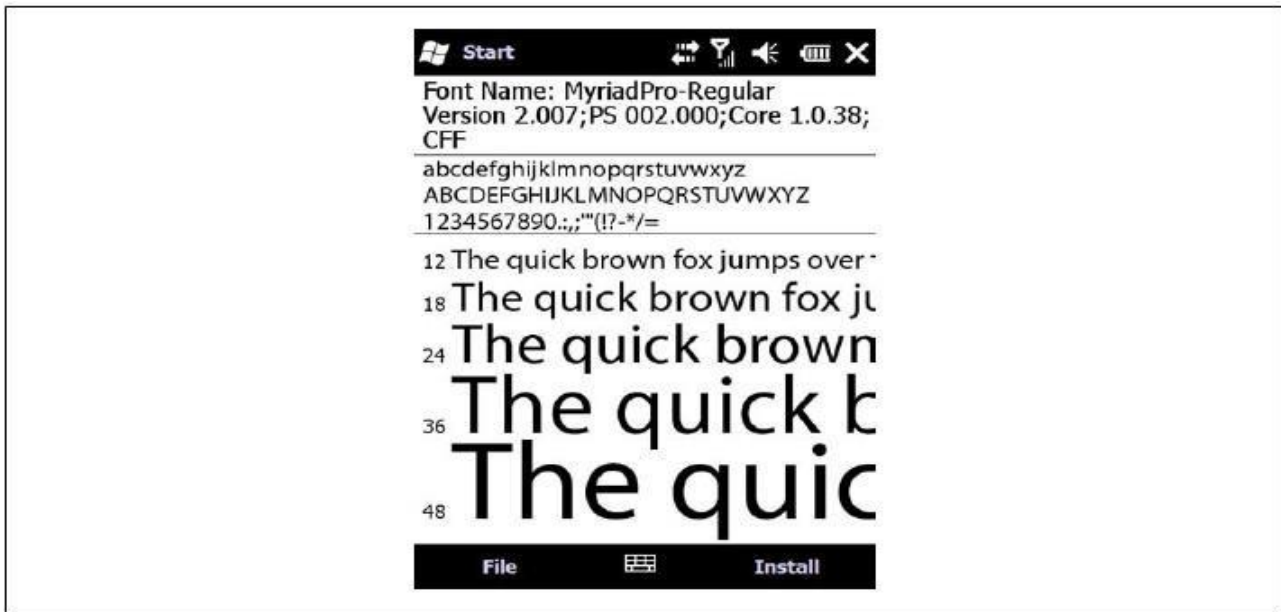 Start
Font Name: MyriadPro-Regular
Version 2.007;PS 002.000;Core 1.0.38;
CFF
abcdefghijklmnopqrstuvwxyz
ABCDEFGHIJKLMNOPQRSTUVWXYZ
1234567890.:,;'"(!?-*/=
12 The quick brown fox jumps over
18 The quick brown fox ju
24 The quick brown
36 The quick b
48 The quic
File Install